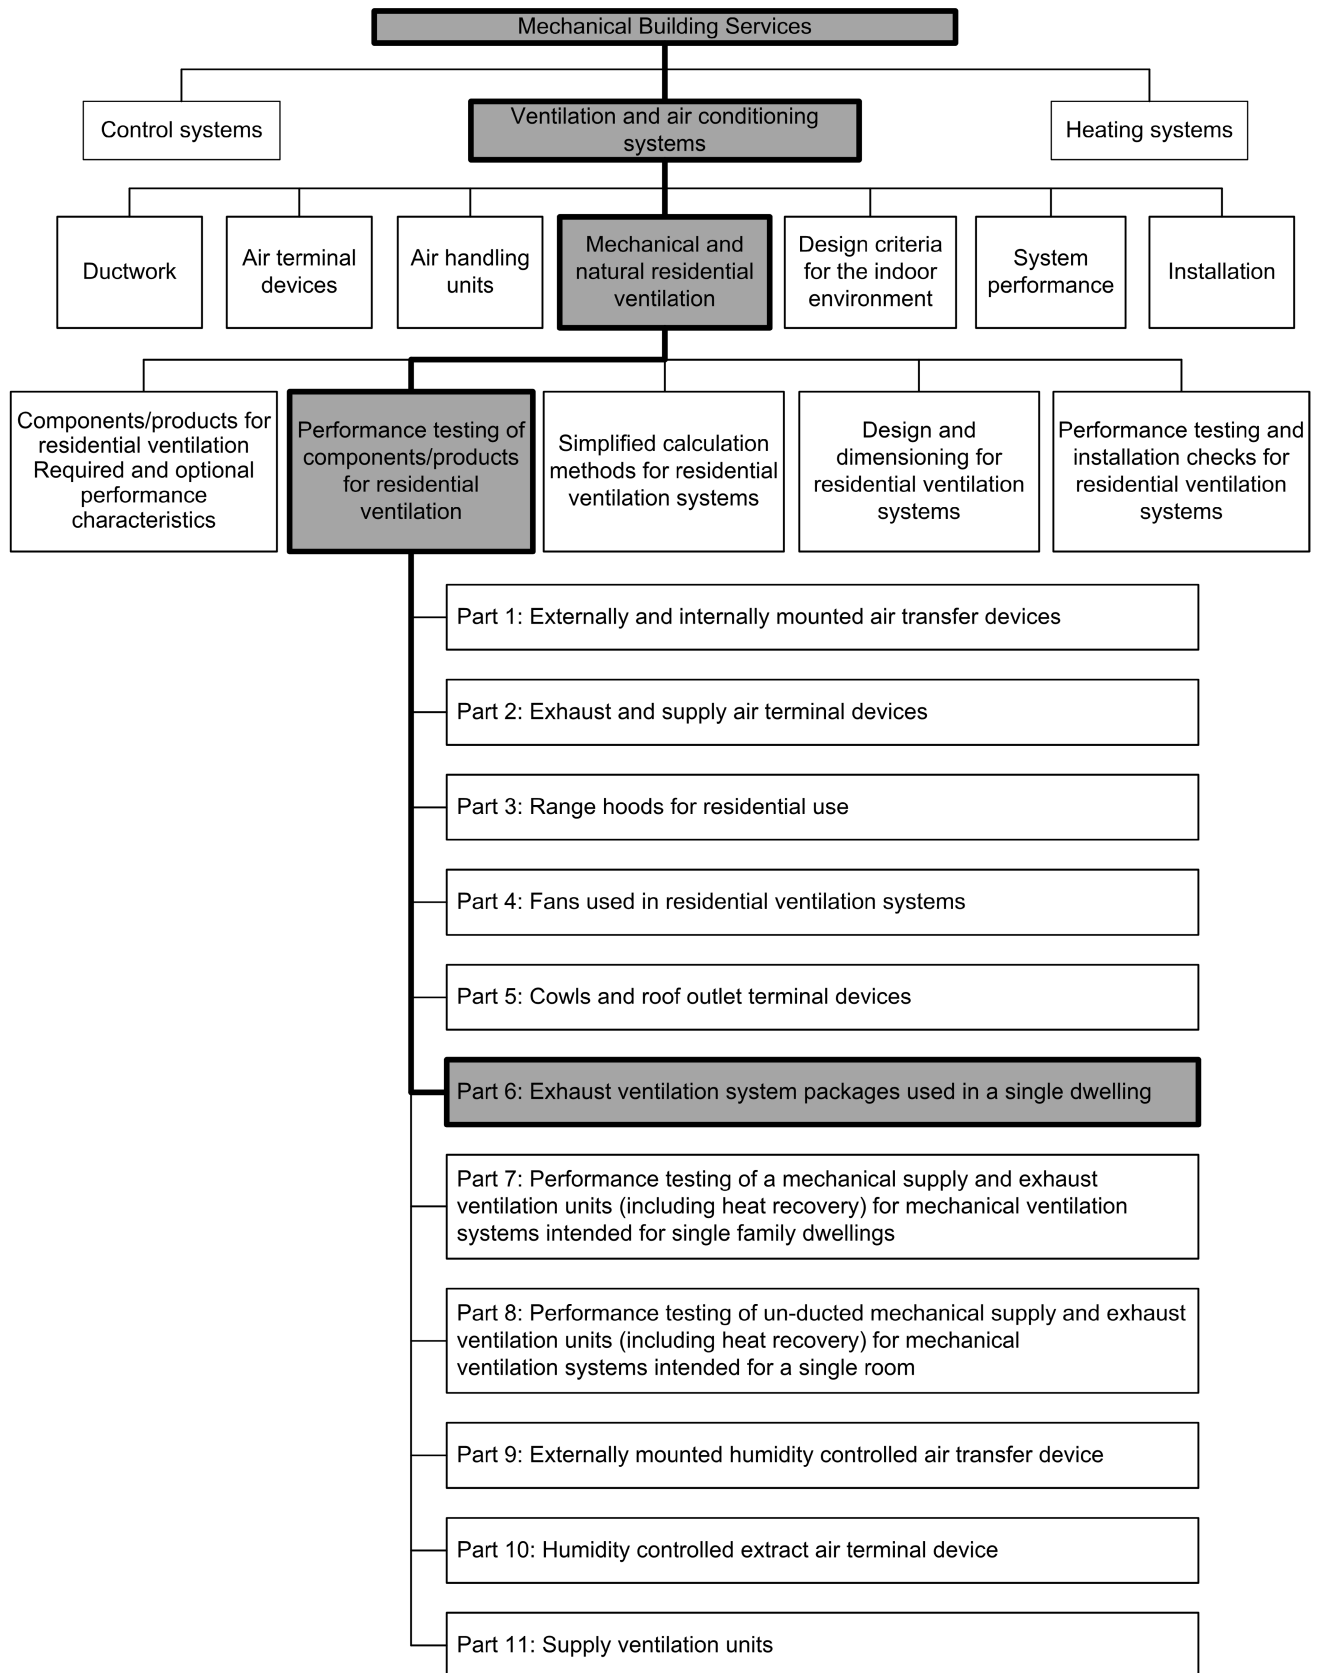 Mechanical Building Services
Control systems
Ventilation and air conditioning
systems
Heating systems
Ductwork
Air terminal
devices
Air handling
units
Mechanical and
natural residential
ventilation
Design criteria
for the indoor
environment
System
performance
Installation
Components/products for
residential ventilation
Required and optional
performance
characteristics
Performance testing of
components/products
for residential
ventilation
Simplified calculation
methods for residential
ventilation systems
Design and
dimensioning for
residential ventilation
systems
Performance testing and
installation checks for
residential ventilation
systems
Part 1: Externally and internally mounted air transfer devices
Part 2: Exhaust and supply air terminal devices
Part 3: Range hoods for residential use
Part 4: Fans used in residential ventilation systems
Part 5: Cowls and roof outlet terminal devices
Part 6: Exhaust ventilation system packages used in a single dwelling
Part 7: Performance testing of a mechanical supply and exhaust
ventilation units (including heat recovery) for mechanical ventilation
systems intended for single family dwellings
Part 8: Performance testing of un-ducted mechanical supply and exhaust
ventilation units (including heat recovery) for mechanical
ventilation systems intended for a single room
Part 9: Externally mounted humidity controlled air transfer device
Part 10: Humidity controlled extract air terminal device
Part 11: Supply ventilation units